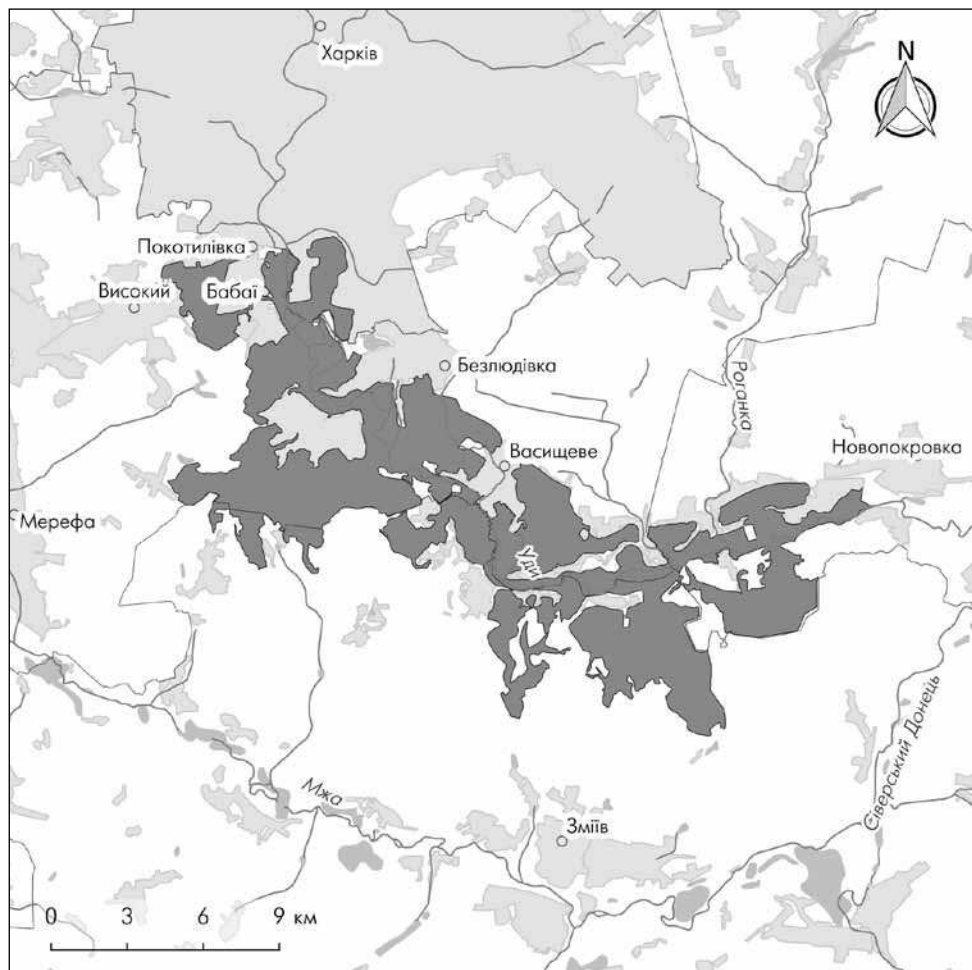 Харків
N
Покотилівка
Високий
Бабаї
Безлюдівка
Роганка
Васищеве
Новопокровка
Мерефа
Уди
Сіверський Донець
Мжа
Зміїв
0 3 6 9 км